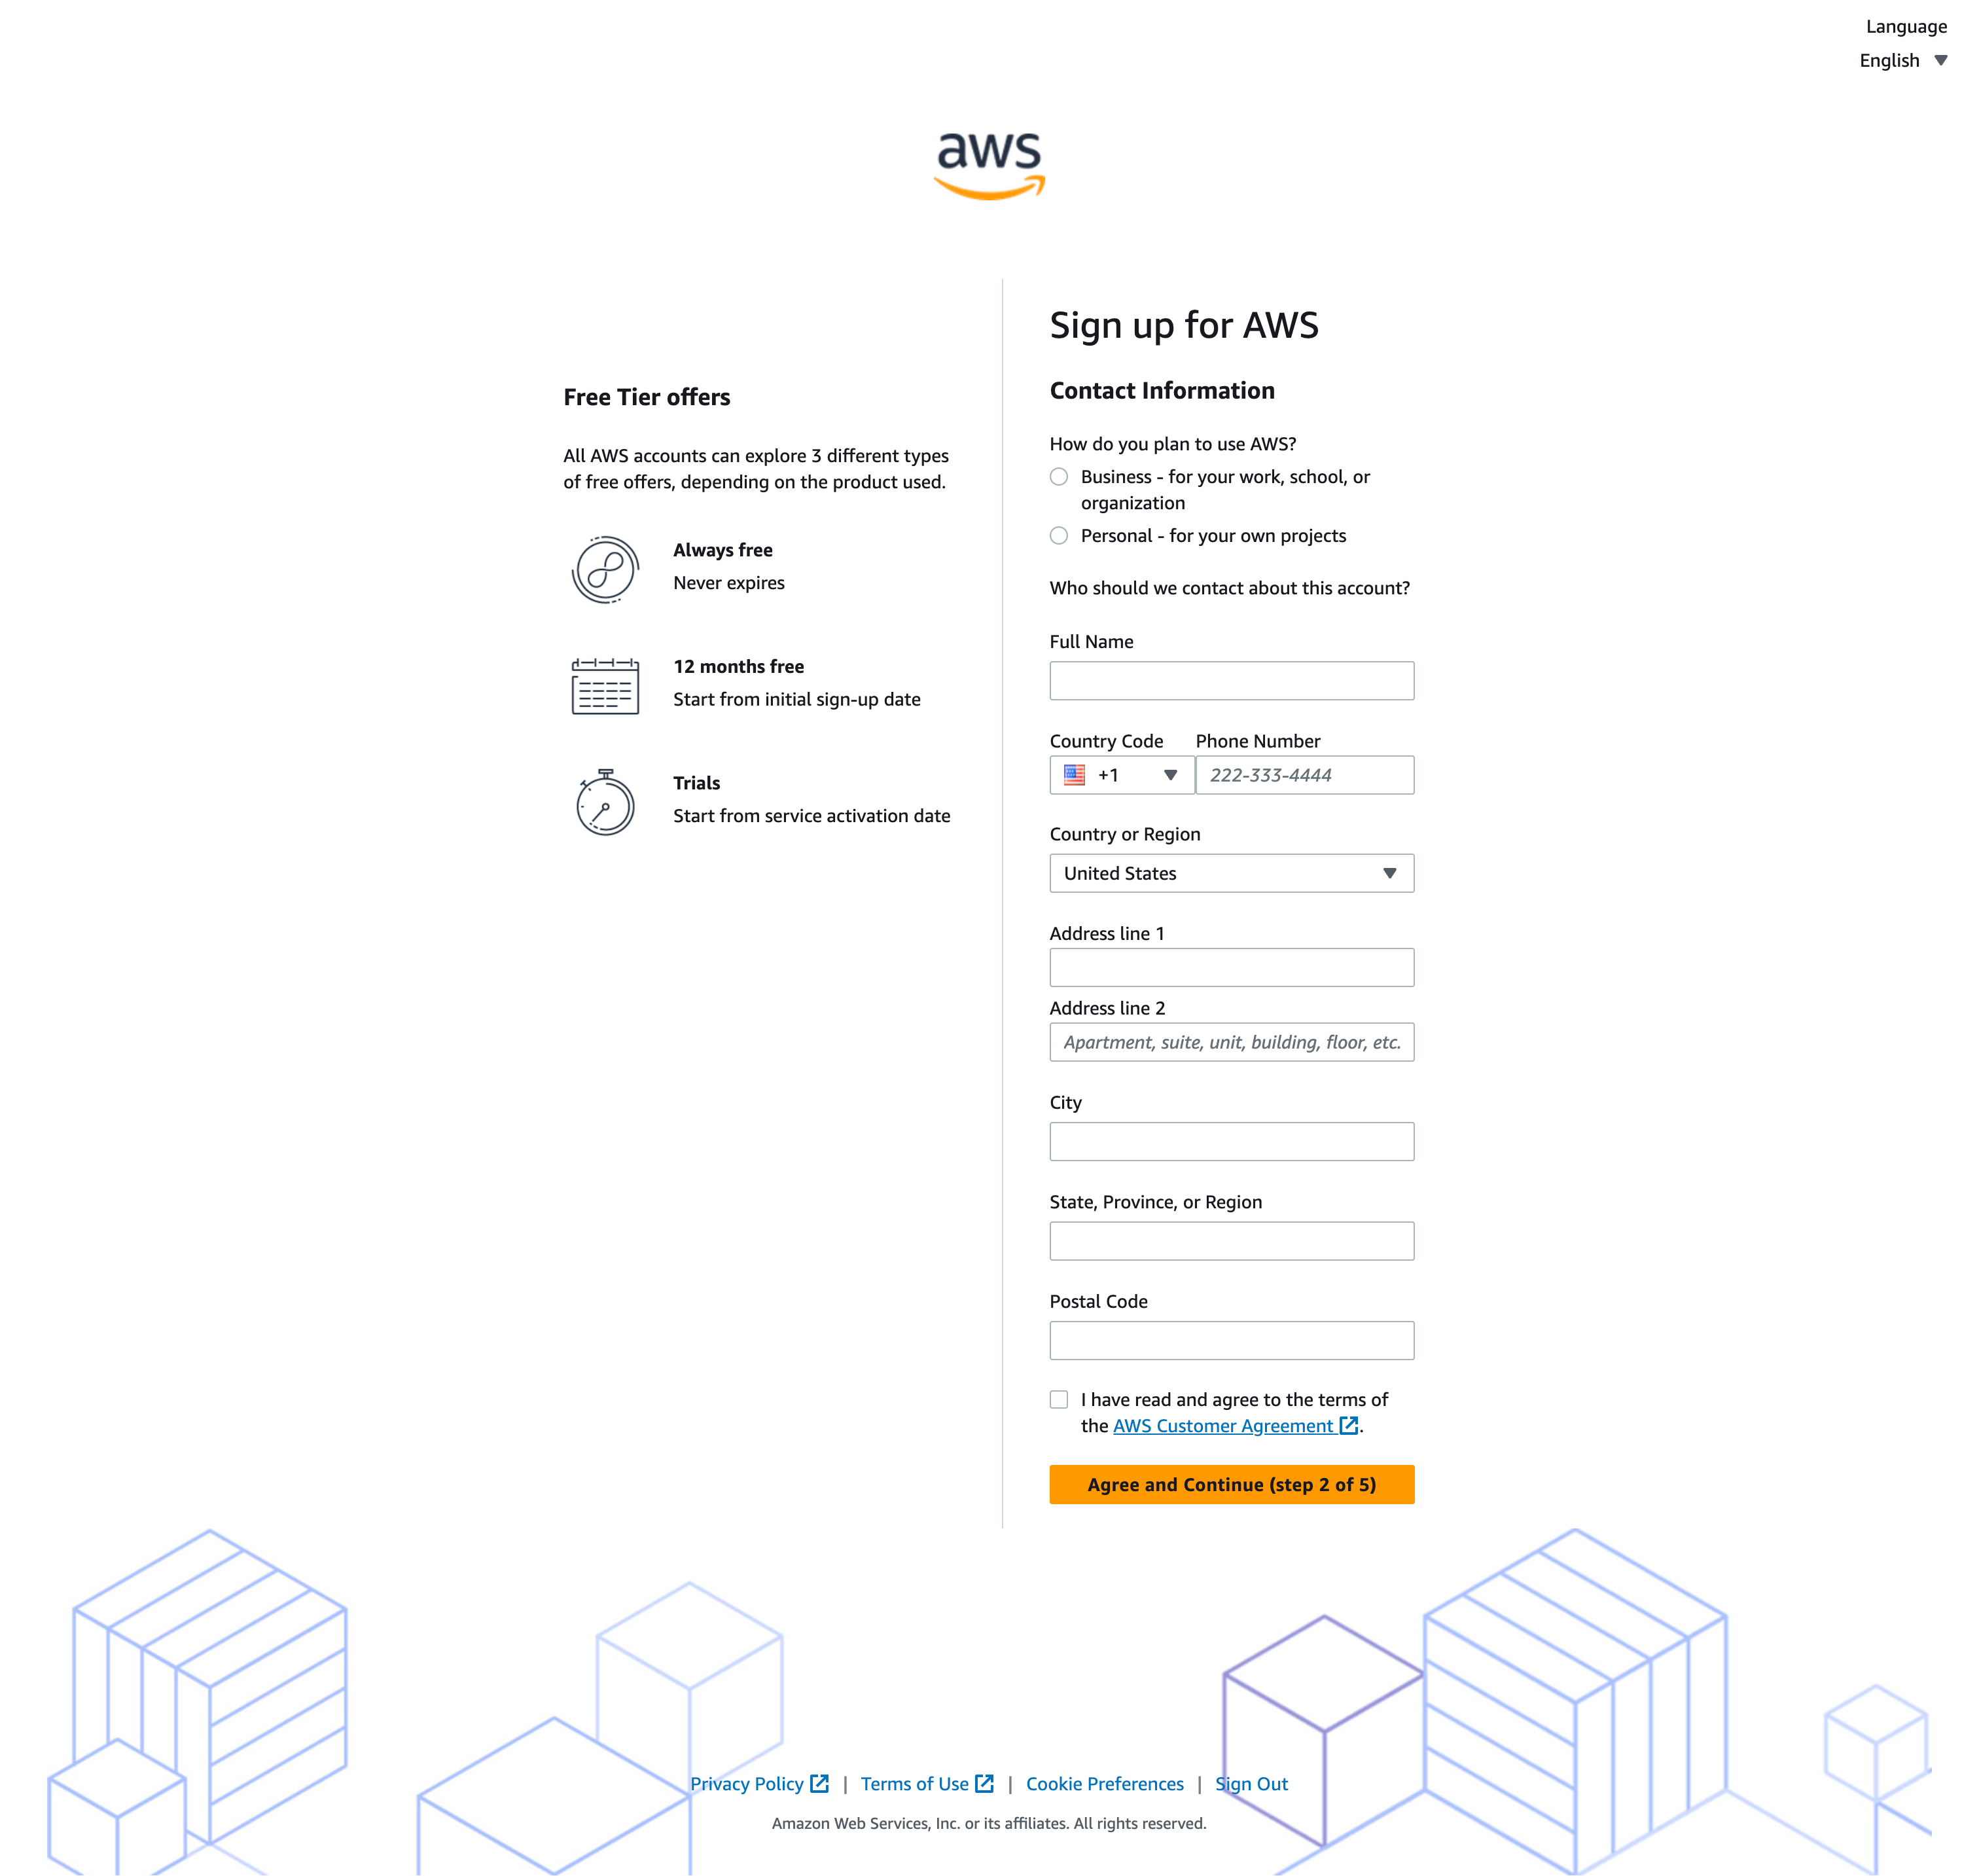 Language
English
aws
Free Tier offers
All AWS accounts can explore 3 different types
of free offers, depending on the product used.
Always free
Never expires
12 months free
Start from initial sign-up date
Trials
Start from service activation date
Sign up for AWS
Contact Information
How do you plan to use AWS?
Business - for your work, school, or
organization
Personal - for your own projects
Who should we contact about this account?
Full Name
Country Code Phone Number
+1 222-333-4444
Country or Region
United States
Address line 1
Address line 2
Apartment, suite, unit, building, floor, etc.
City
State, Province, or Region
Postal Code
I have read and agree to the terms of
the AWS Customer Agreement.
Agree and Continue (step 2 of 5)
Privacy Policy | Terms of Use | Cookie Preferences | Sign Out
Amazon Web Services, Inc. or its affiliates. All rights reserved.